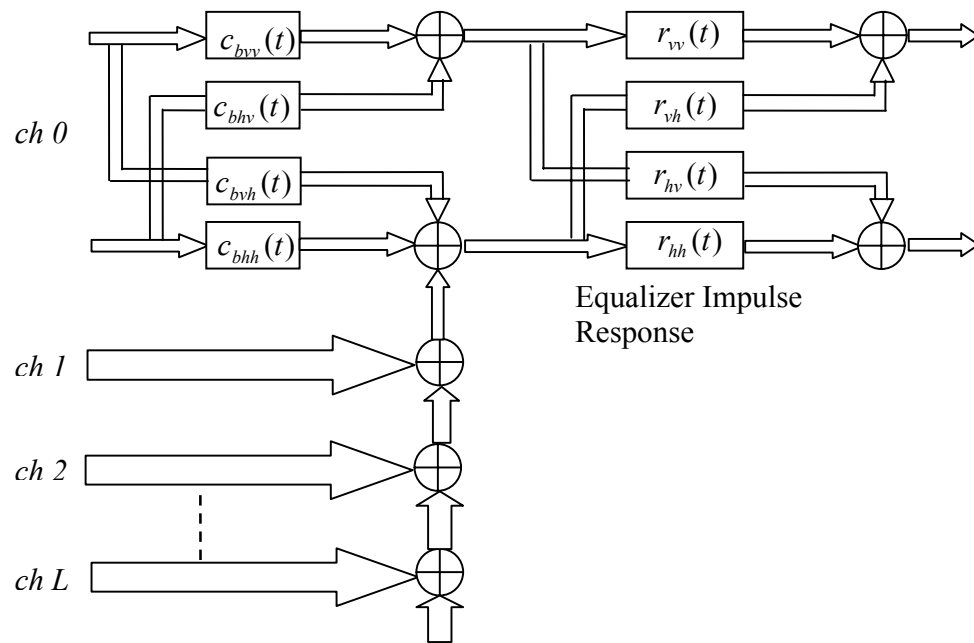 c_{bvv}(t)
r_{vv}(t)
c_{bhv}(t)
r_{vh}(t)
ch 0
c_{bvh}(t)
r_{hv}(t)
c_{bhh}(t)
r_{hh}(t)
Equalizer Impulse
Response
ch 1
ch 2
ch L